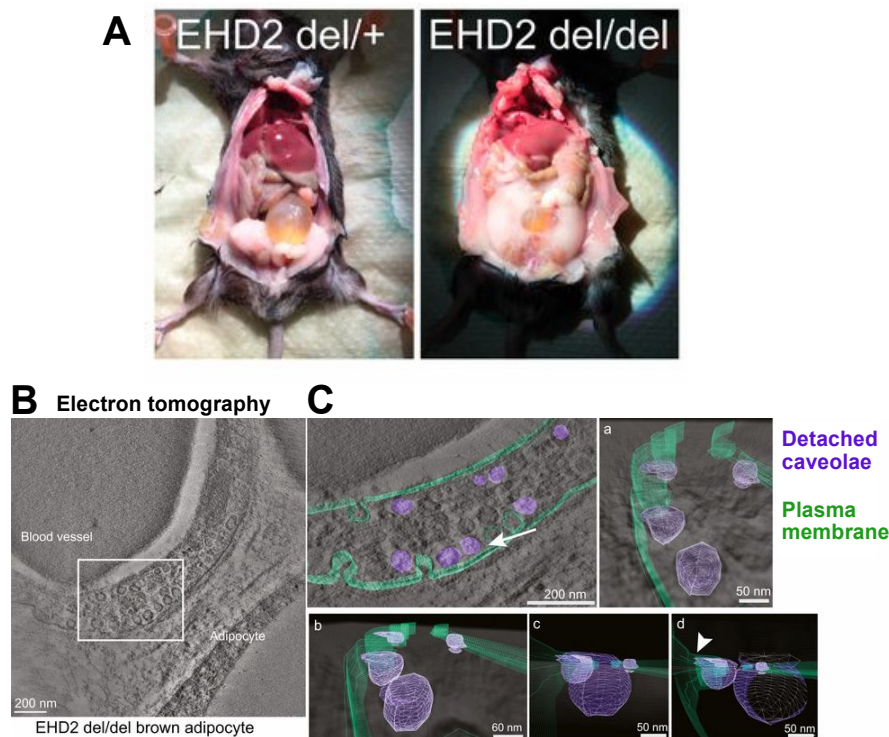 A
EHD2 del/+
EHD2 del/del
B
Electron tomography
C
Blood vessel
Adipocyte
200 nm
EHD2 del/del brown adipocyte
200 nm
a
50 nm
Detached
caveolae
Plasma
membrane
b
60 nm
c
50 nm
d
50 nm